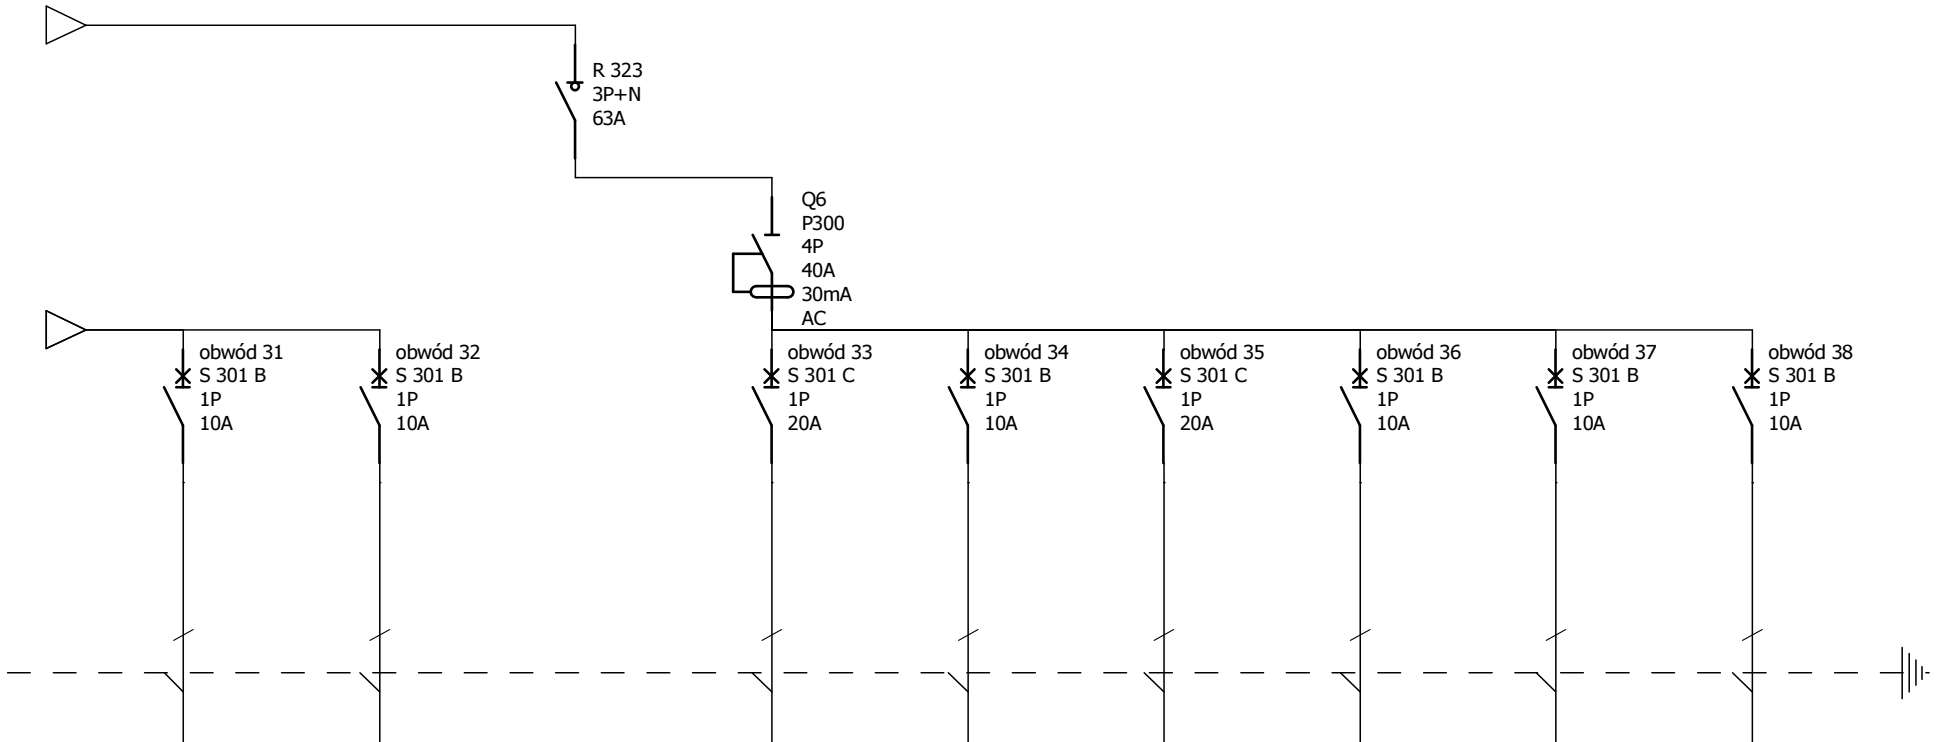 R 323
3P+N
63A
Q6
P300
4P
40A
30mA
AC
obwód 31
S 301 B
1P
10A
obwód 32
S 301 B
1P
10A
obwód 33
S 301 C
1P
20A
obwód 34
S 301 B
1P
10A
obwód 35
S 301 C
1P
20A
obwód 36
S 301 B
1P
10A
obwód 37
S 301 B
1P
10A
obwód 38
S 301 B
1P
10A